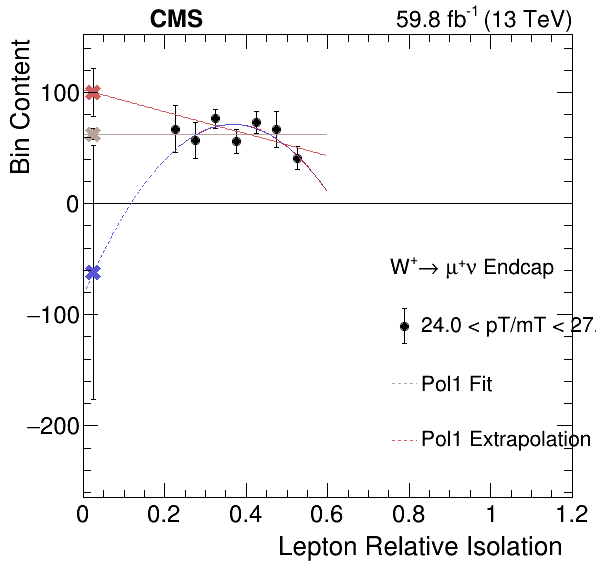 CMS 59.8 fb⁻¹ (13 TeV)
Bin Content
100
0
−100
−200
W⁺→ μ⁺ν Endcap
24.0 < pT/mT < 27.
Pol1 Fit
Pol1 Extrapolation
0 0.2 0.4 0.6 0.8 1 1.2
Lepton Relative Isolation